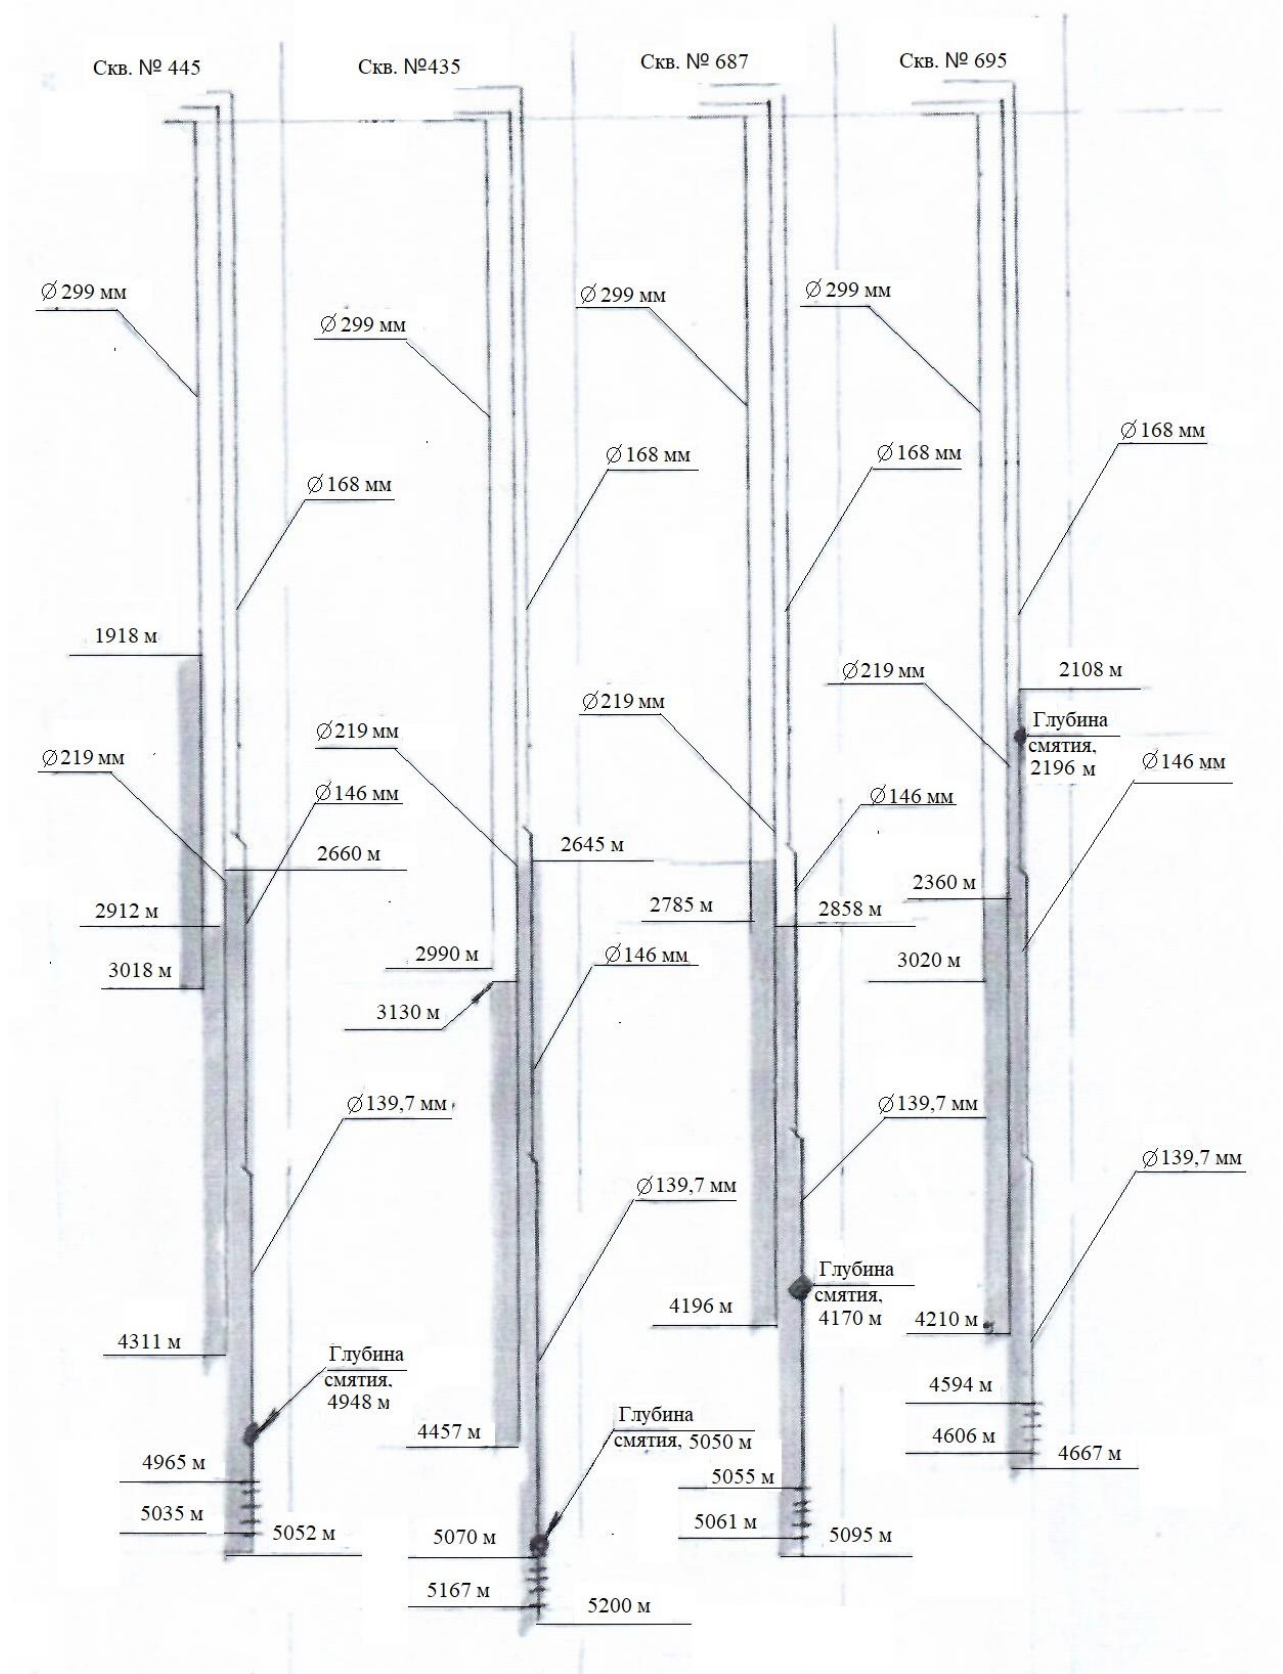 Скв. № 445
Скв. №435
Скв. № 687
Скв. № 695
∅ 299 мм
∅ 168 мм
1918 м
∅ 219 мм
∅ 146 мм
2660 м
2912 м
3018 м
∅ 139,7 мм
4311 м
Глубина
смятия,
4948 м
4965 м
5035 м
5052 м
∅ 299 мм
∅ 168 мм
∅ 219 мм
2645 м
2990 м
∅ 146 мм
3130 м
∅ 139,7 мм
4457 м
Глубина
смятия, 5050 м
5070 м
5167 м
5200 м
∅ 299 мм
∅ 168 мм
∅ 219 мм
∅ 146 мм
2785 м
2858 м
∅ 139,7 мм
Глубина
смятия,
4170 м
4196 м
5055 м
5061 м
5095 м
∅ 299 мм
∅ 168 мм
∅ 219 мм
2108 м
Глубина
смятия,
2196 м
∅ 146 мм
2360 м
3020 м
∅ 139,7 мм
4210 м
4594 м
4606 м
4667 м